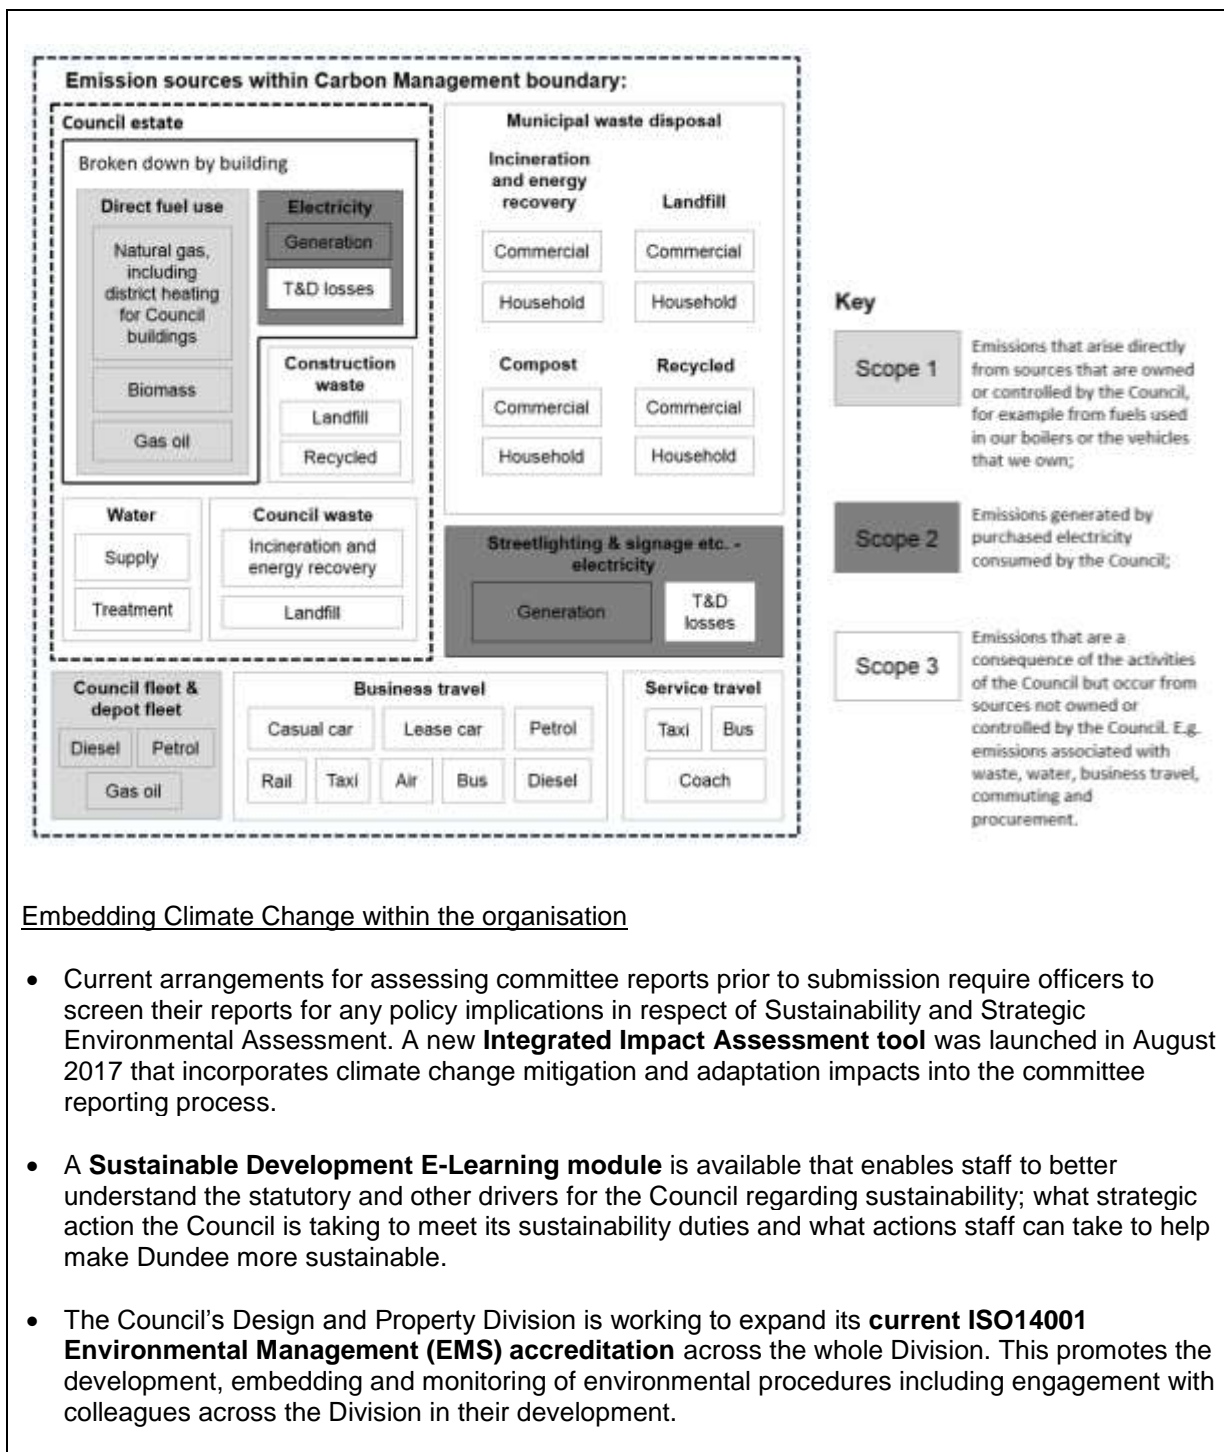 Emission sources within Carbon Management boundary:
Council estate
Broken down by building
Direct fuel use
Natural gas,
including
district heating
for Council
buildings
Biomass
Gas oil
Electricity
Generation
T&D losses
Construction
waste
Landfill
Recycled
Water
Supply
Treatment
Council waste
Incineration and
energy recovery
Landfill
Municipal waste disposal
Incineration
and energy
recovery
Commercial
Household
Landfill
Commercial
Household
Compost
Commercial
Household
Recycled
Commercial
Household
Streetlighting & signage etc. -
electricity
Generation
T&D
losses
Council fleet &
depot fleet
Diesel
Petrol
Gas oil
Business travel
Casual car
Lease car
Petrol
Rail
Taxi
Air
Bus
Diesel
Service travel
Taxi
Bus
Coach
Key
Scope 1
Emissions that arise directly
from sources that are owned
or controlled by the Council,
for example from fuels used
in our boilers or the vehicles
that we own;
Scope 2
Emissions generated by
purchased electricity
consumed by the Council;
Scope 3
Emissions that are a
consequence of the activities
of the Council but occur from
sources not owned or
controlled by the Council. E.g.
emissions associated with
waste, water, business travel,
commuting and
procurement.
Embedding Climate Change within the organisation
• Current arrangements for assessing committee reports prior to submission require officers to
screen their reports for any policy implications in respect of Sustainability and Strategic
Environmental Assessment. A new Integrated Impact Assessment tool was launched in August
2017 that incorporates climate change mitigation and adaptation impacts into the committee
reporting process.
• A Sustainable Development E-Learning module is available that enables staff to better
understand the statutory and other drivers for the Council regarding sustainability; what strategic
action the Council is taking to meet its sustainability duties and what actions staff can take to help
make Dundee more sustainable.
• The Council's Design and Property Division is working to expand its current ISO14001
Environmental Management (EMS) accreditation across the whole Division. This promotes the
development, embedding and monitoring of environmental procedures including engagement with
colleagues across the Division in their development.